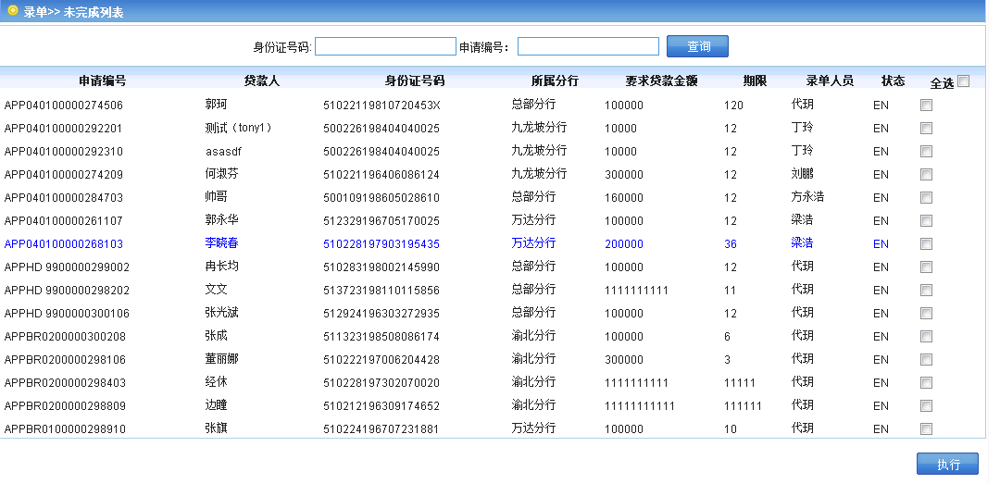 录单>> 未完成列表
身份证号码: 申请编号: 查询
申请编号 贷款人 身份证号码 所属分行 要求贷款金额 期限 录单人员 状态 全选
APP040100000274506 郭珂 51022119810720453X 总部分行 100000 120 代玥 EN
APP040100000292201 测试（tony1） 500226198404040025 九龙坡分行 10000 12 丁玲 EN
APP040100000292310 asasdf 500226198404040025 九龙坡分行 10000 12 丁玲 EN
APP040100000274209 何淑芬 510221196406086124 九龙坡分行 300000 12 刘鹏 EN
APP040100000284703 帅哥 500109198605028610 总部分行 160000 12 方永浩 EN
APP040100000261107 郭永华 512329196705170025 万达分行 100000 12 梁浩 EN
APP040100000268103 李晓春 510228197903195435 万达分行 200000 36 梁浩 EN
APPHD 9900000299002 冉长均 510283198002145990 总部分行 100000 12 代玥 EN
APPHD 9900000298202 文文 513723198110115856 总部分行 1111111111 11 代玥 EN
APPHD 9900000300106 张光斌 512924196303272935 总部分行 100000 12 代玥 EN
APPBR0200000300208 张成 511323198508086174 渝北分行 100000 6 代玥 EN
APPBR0200000298106 董丽娜 510222197006204428 渝北分行 300000 3 代玥 EN
APPBR0200000298403 经休 510228197302070020 渝北分行 1111111111 11111 代玥 EN
APPBR0200000298809 边瞳 510212196309174652 渝北分行 11111111111 111111 代玥 EN
APPBR0100000298910 张旗 510224196707231881 万达分行 100000 10 代玥 EN
执行